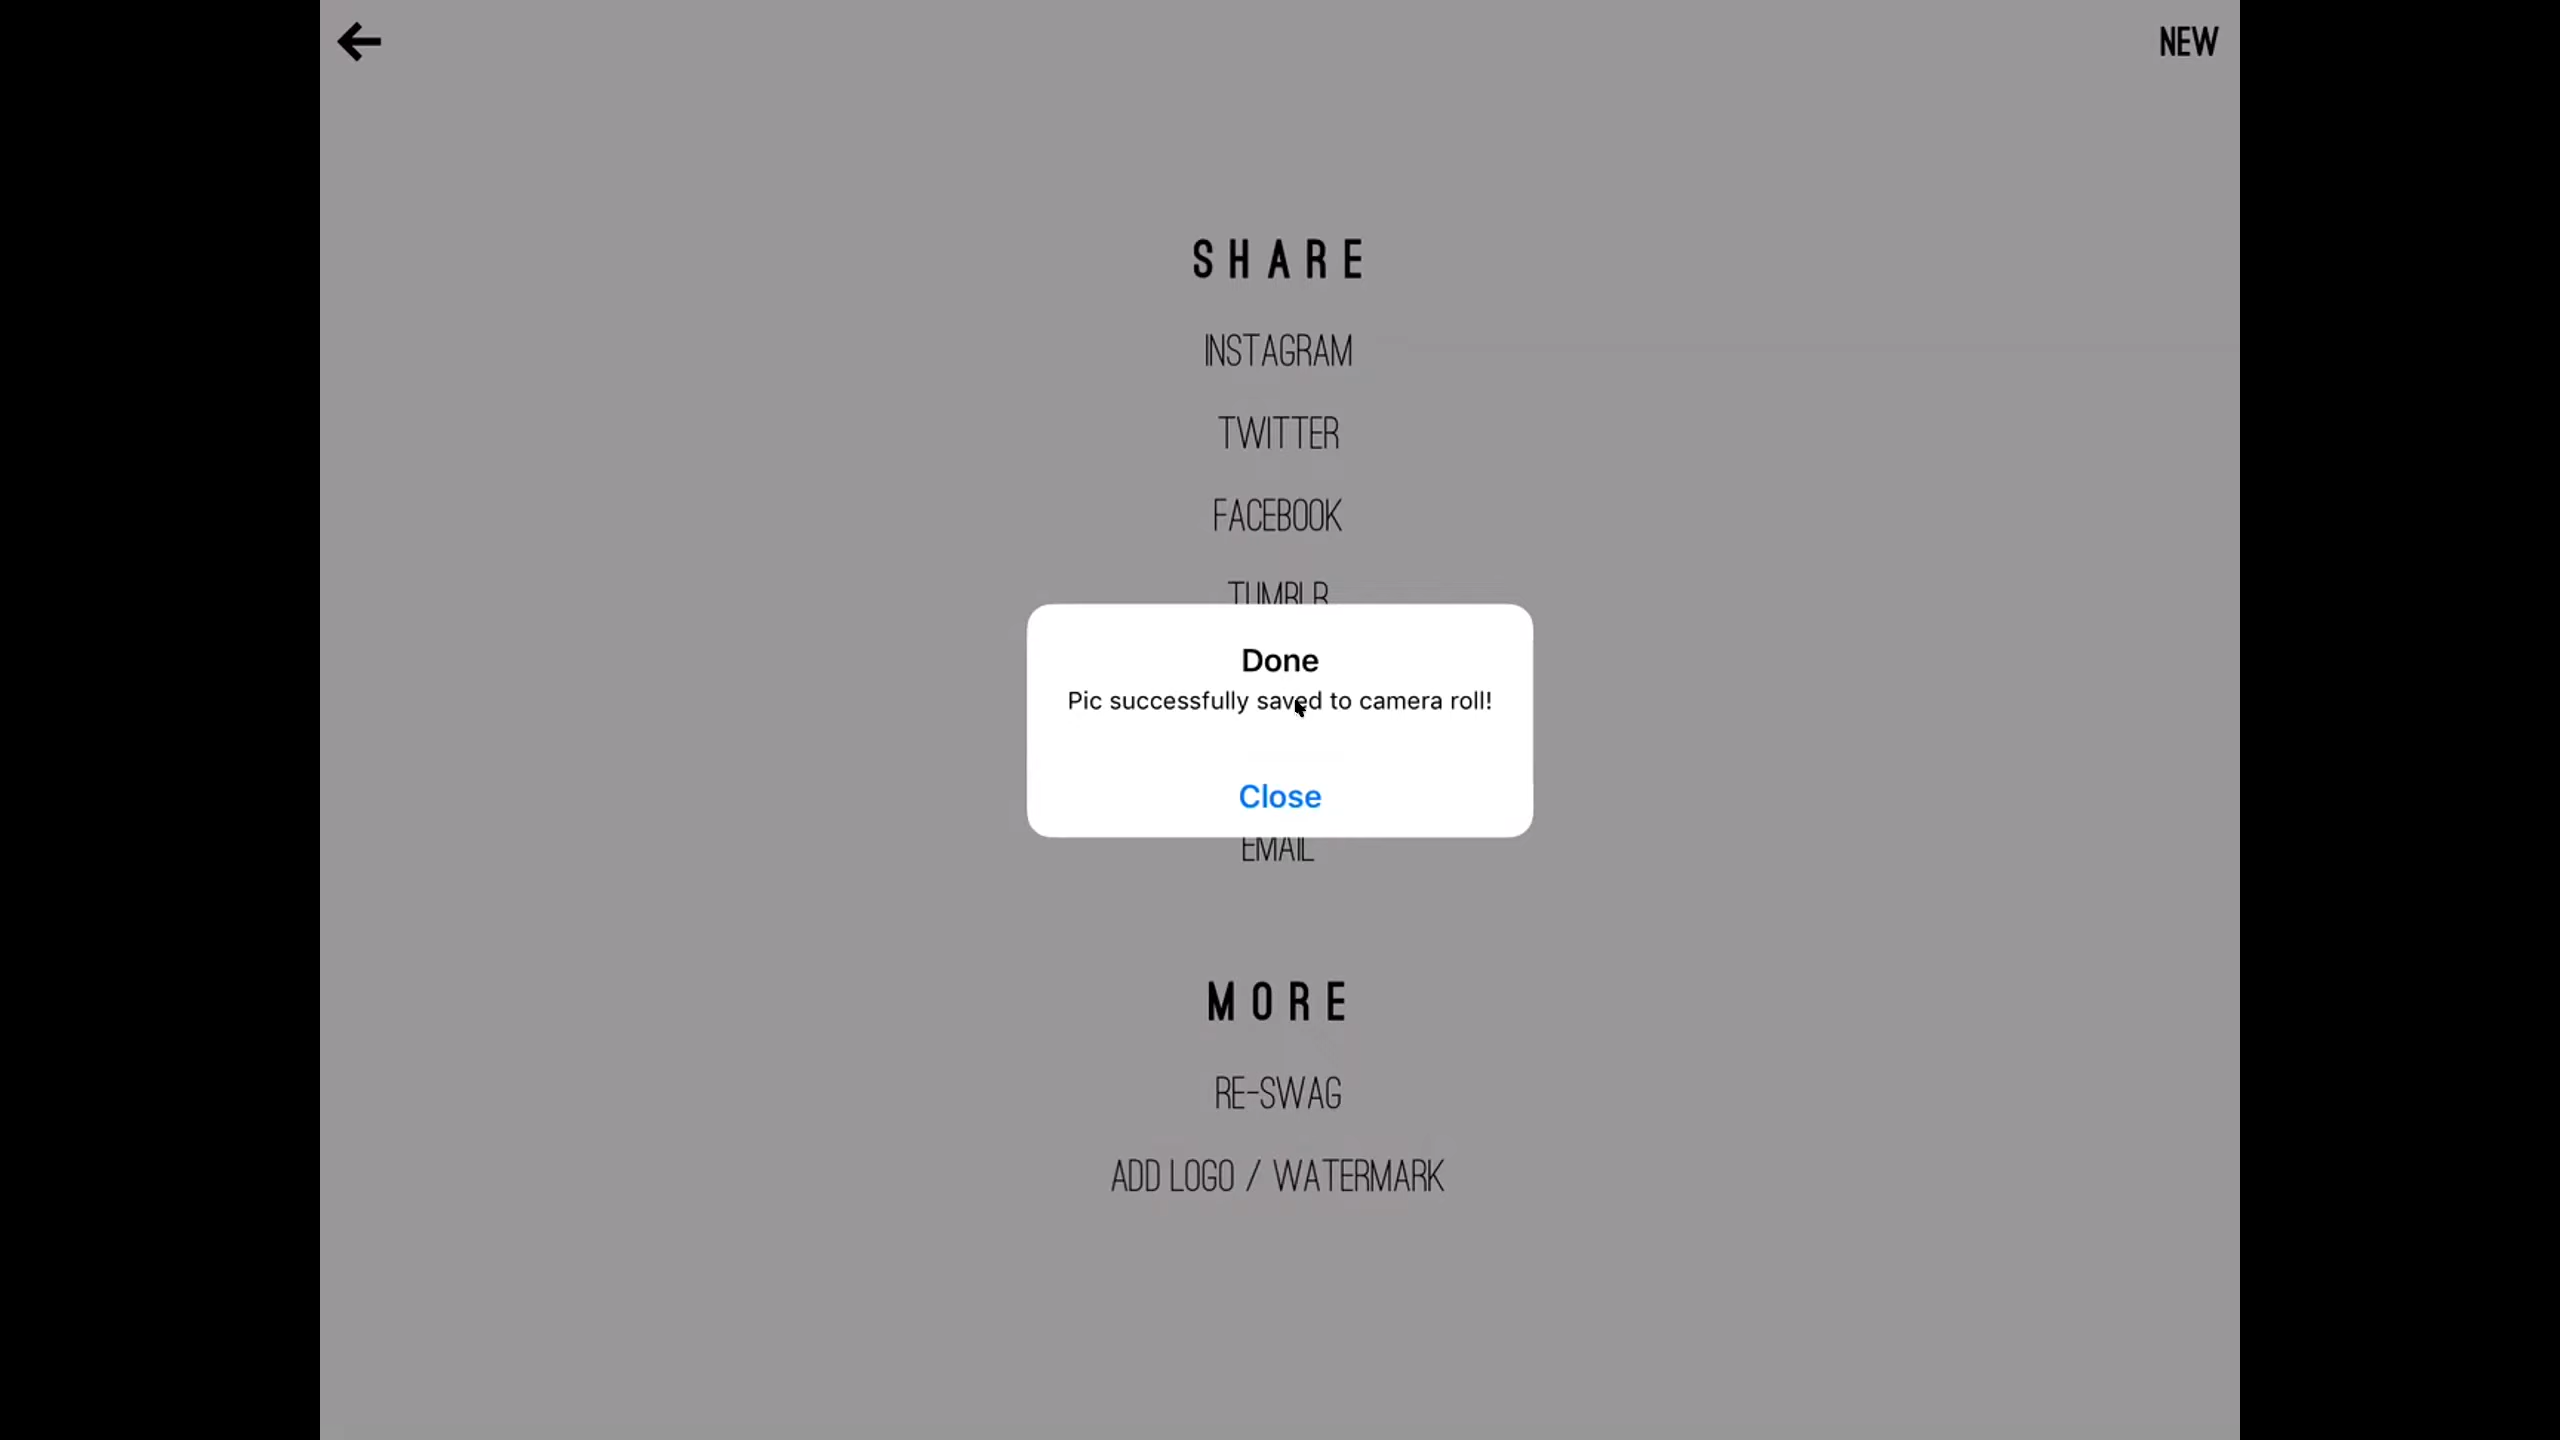 NEW
SHARE
INSTAGRAM
TWITTER
FACEBOOK
TUMBLR
Done
Pic successfully saved to camera roll!
Close
EMAIL
MORE
RE-SWAG
ADD LOGO / WATERMARK